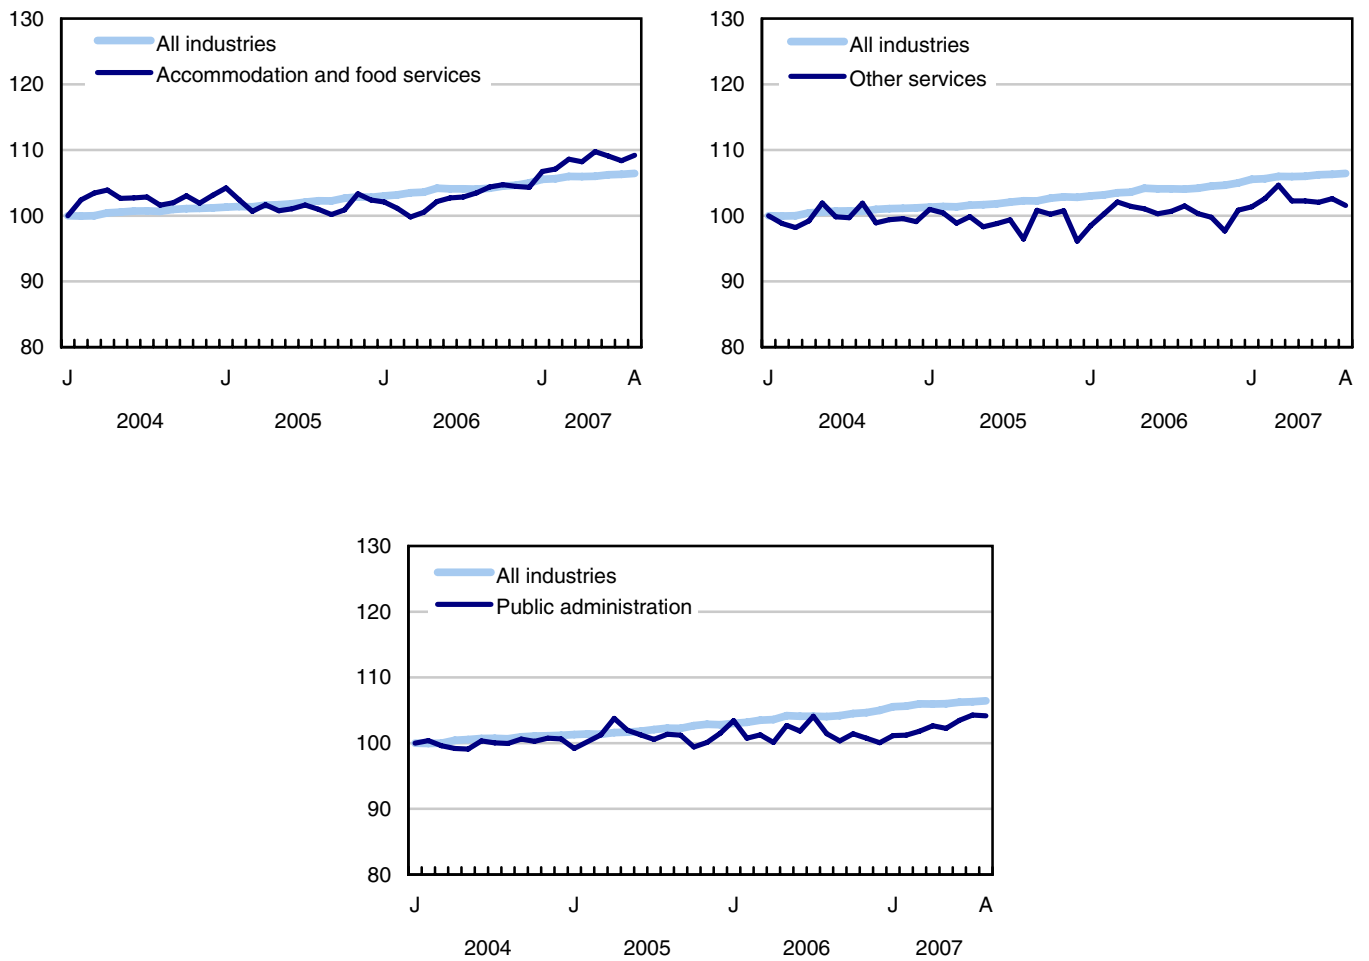 130
All industries
Accommodation and food services
120
110
100
90
80
J J J J A
2004 2005 2006 2007
130
All industries
Other services
120
110
100
90
80
J J J J A
2004 2005 2006 2007
130
All industries
Public administration
120
110
100
90
80
J J J J A
2004 2005 2006 2007